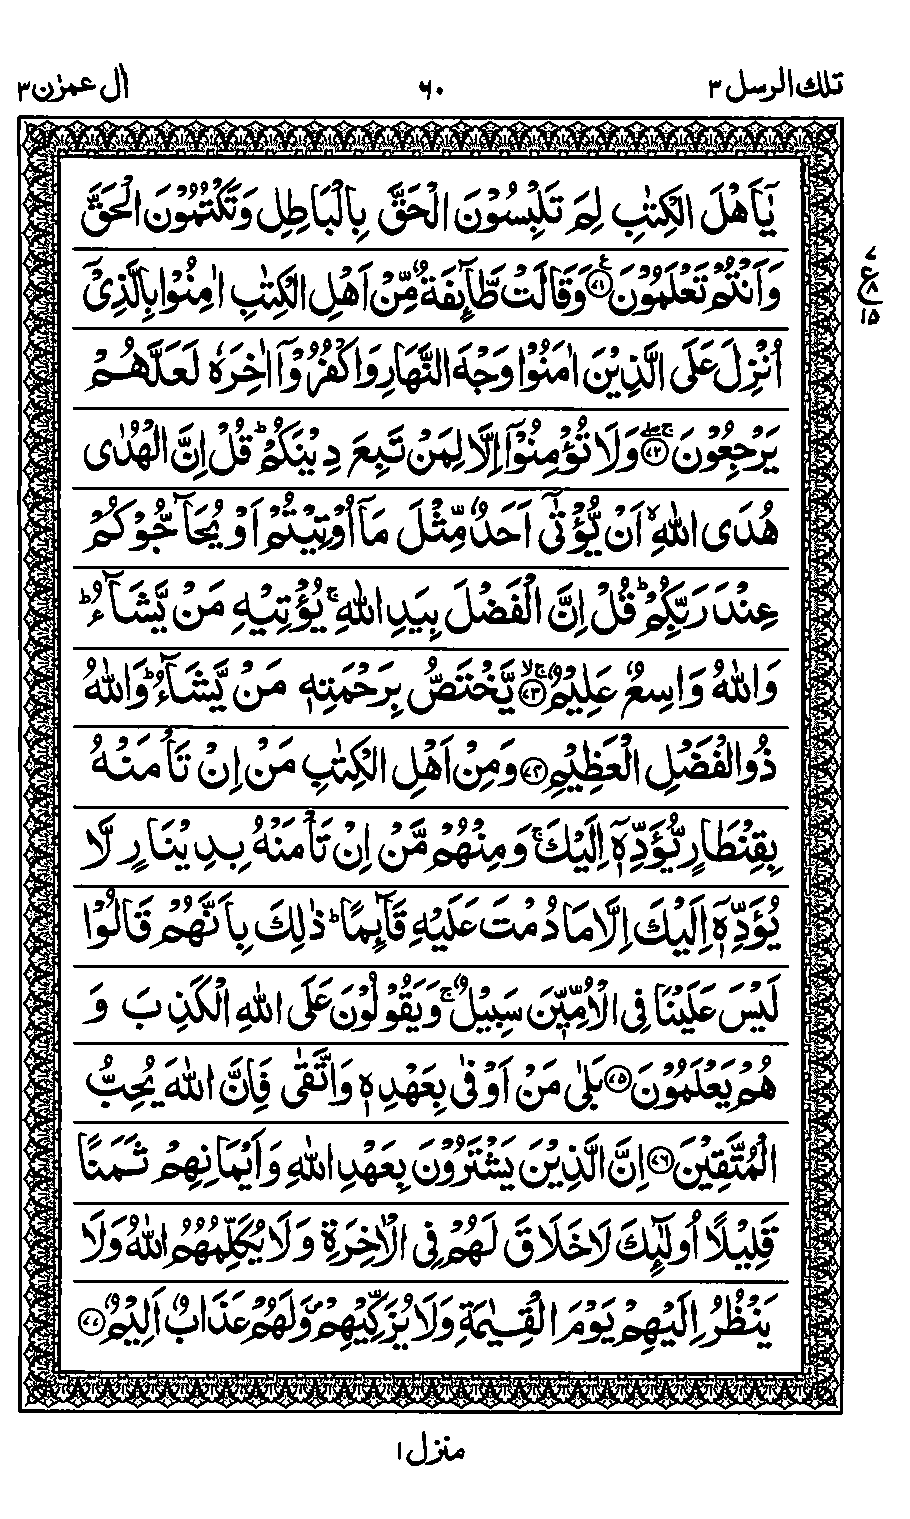 تلك الرسل ٣
٦٠
اٰل عمرٰن ٣
يٰۤاَهْلَ الْكِتٰبِ لِمَ تَلْبِسُوْنَ الْحَقَّ بِالْبَاطِلِ وَتَكْتُمُوْنَ الْحَقَّ
وَاَنْتُمْ تَعْلَمُوْنَ ࣖ ﴿٧١﴾ وَقَالَتْ طَّآئِفَةٌ مِّنْ اَهْلِ الْكِتٰبِ اٰمِنُوْا بِالَّذِيْۤ
٧
ع
٨
١٥
اُنْزِلَ عَلَى الَّذِيْنَ اٰمَنُوْا وَجْهَ النَّهَارِ وَاكْفُرُوْۤا اٰخِرَهٗ لَعَلَّهُمْ
يَرْجِعُوْنَ ۚۖ ﴿٧٢﴾ وَلَا تُؤْمِنُوْۤا اِلَّا لِمَنْ تَبِعَ دِيْنَكُمْ ؕ قُلْ اِنَّ الْهُدٰى
هُدَى اللّٰهِ ۙ اَنْ يُّؤْتٰۤى اَحَدٌ مِّثْلَ مَاۤ اُوْتِيْتُمْ اَوْ يُحَآجُّوْكُمْ
عِنْدَ رَبِّكُمْ ؕ قُلْ اِنَّ الْفَضْلَ بِيَدِ اللّٰهِ ۚ يُؤْتِيْهِ مَنْ يَّشَآءُ ؕ
وَاللّٰهُ وَاسِعٌ عَلِيْمٌ ۚۙ ﴿٧٣﴾ يَّخْتَصُّ بِرَحْمَتِهٖ مَنْ يَّشَآءُ ؕ وَاللّٰهُ
ذُو الْفَضْلِ الْعَظِيْمِ ﴿٧٤﴾ وَمِنْ اَهْلِ الْكِتٰبِ مَنْ اِنْ تَاْمَنْهُ
بِقِنْطَارٍ يُّؤَدِّهٖۤ اِلَيْكَ ۚ وَمِنْهُمْ مَّنْ اِنْ تَاْمَنْهُ بِدِيْنَارٍ لَّا
يُؤَدِّهٖۤ اِلَيْكَ اِلَّا مَا دُمْتَ عَلَيْهِ قَآئِمًا ؕ ذٰلِكَ بِاَنَّهُمْ قَالُوْا
لَيْسَ عَلَيْنَا فِي الْاُمِّيّٖنَ سَبِيْلٌ ۚ وَيَقُوْلُوْنَ عَلَى اللّٰهِ الْكَذِبَ وَ
هُمْ يَعْلَمُوْنَ ﴿٧٥﴾ بَلٰى مَنْ اَوْفٰى بِعَهْدِهٖ وَاتَّقٰى فَاِنَّ اللّٰهَ يُحِبُّ
الْمُتَّقِيْنَ ﴿٧٦﴾ اِنَّ الَّذِيْنَ يَشْتَرُوْنَ بِعَهْدِ اللّٰهِ وَاَيْمَانِهِمْ ثَمَنًا
قَلِيْلًا اُولٰٓئِكَ لَا خَلَاقَ لَهُمْ فِي الْاٰخِرَةِ وَلَا يُكَلِّمُهُمُ اللّٰهُ وَلَا
يَنْظُرُ اِلَيْهِمْ يَوْمَ الْقِيٰمَةِ وَلَا يُزَكِّيْهِمْ ۪ وَلَهُمْ عَذَابٌ اَلِيْمٌ ﴿٧٧﴾
منزل ١